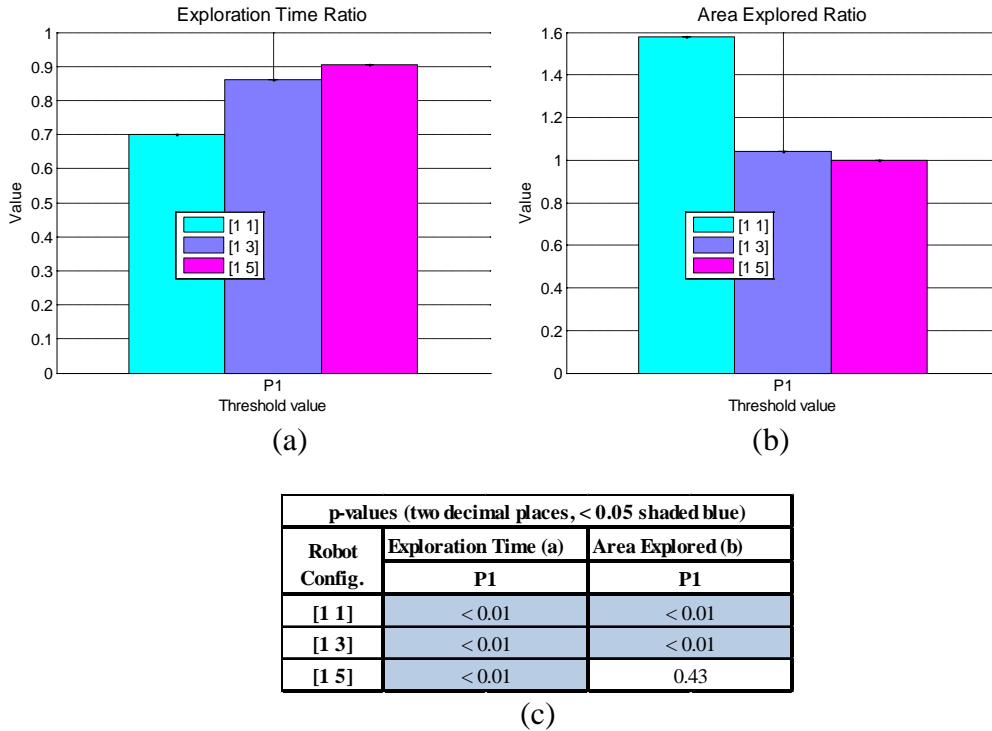 Exploration Time Ratio
1
0.9
0.8
0.7
0.6
0.5
0.4
0.3
0.2
0.1
0
Value
[1 1]
[1 3]
[1 5]
P1
Threshold value
(a)
Area Explored Ratio
1.6
1.4
1.2
1
0.8
0.6
0.4
0.2
0
Value
[1 1]
[1 3]
[1 5]
P1
Threshold value
(b)
p-values (two decimal places, < 0.05 shaded blue)
Robot Config. Exploration Time (a) Area Explored (b)
P1 P1
[1 1] < 0.01 < 0.01
[1 3] < 0.01 < 0.01
[1 5] < 0.01 0.43
(c)